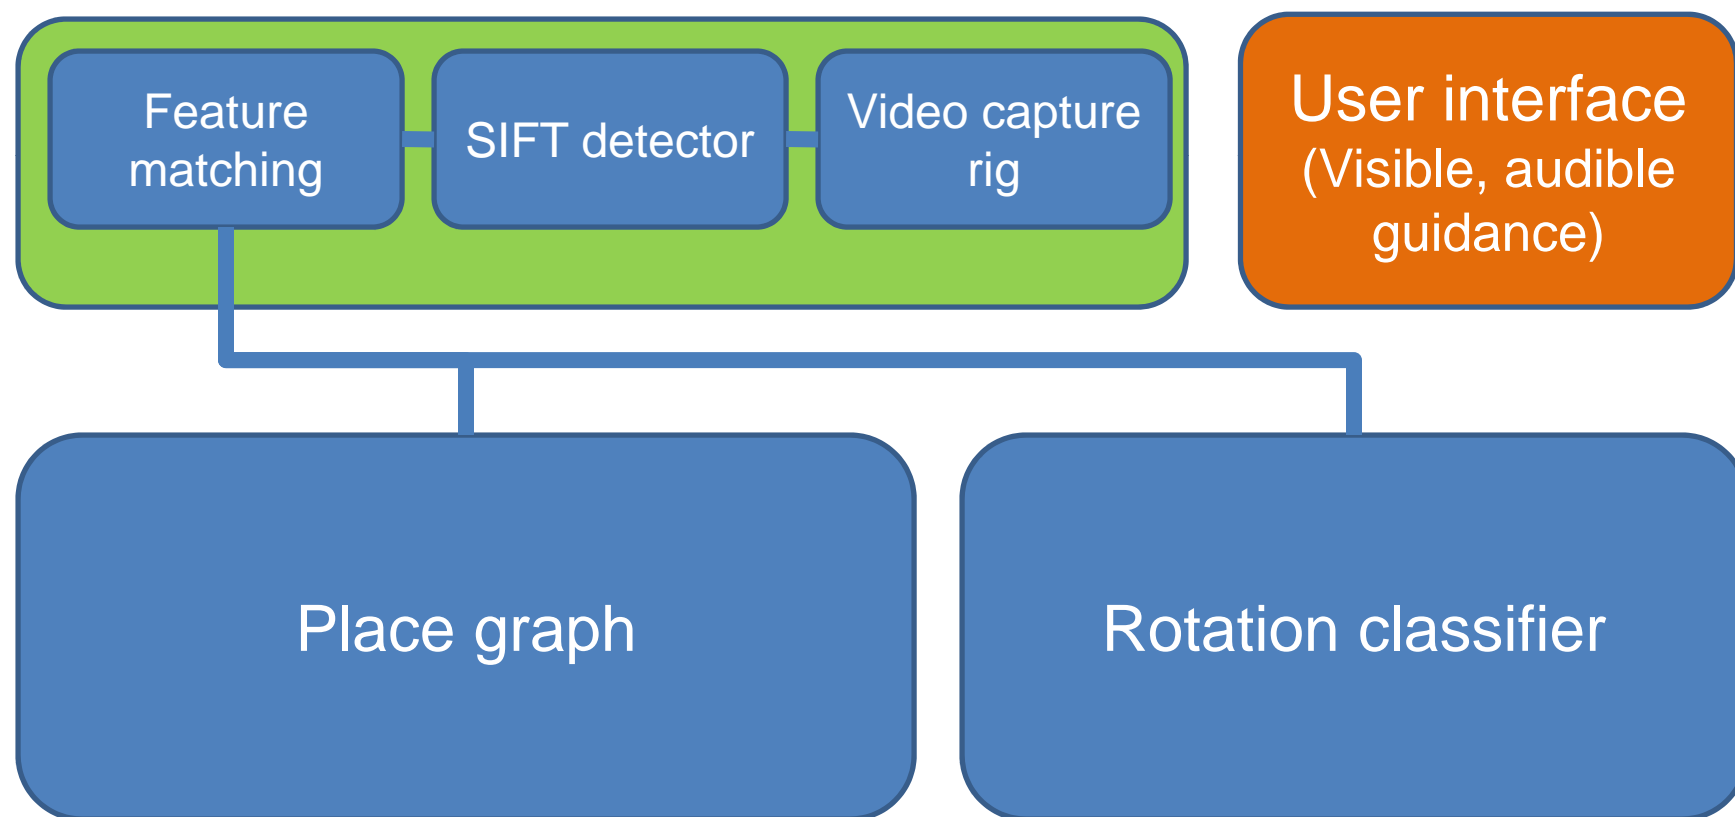 Feature
matching
SIFT detector
Video capture
rig
User interface
(Visible, audible
guidance)
Place graph
Rotation classifier